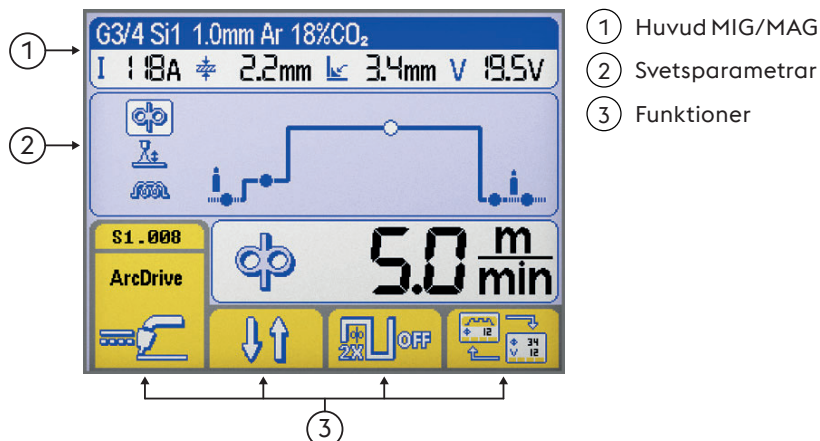 G3/4 Si1 1.0mm Ar 18%CO₂
I 118A 2.2mm 3.4mm V 19.5V
S1.008
ArcDrive
5.0 m
min
2X OFF
12
34
V 12
1
2
3
1 Huvud MIG/MAG
2 Svetsparametrar
3 Funktioner